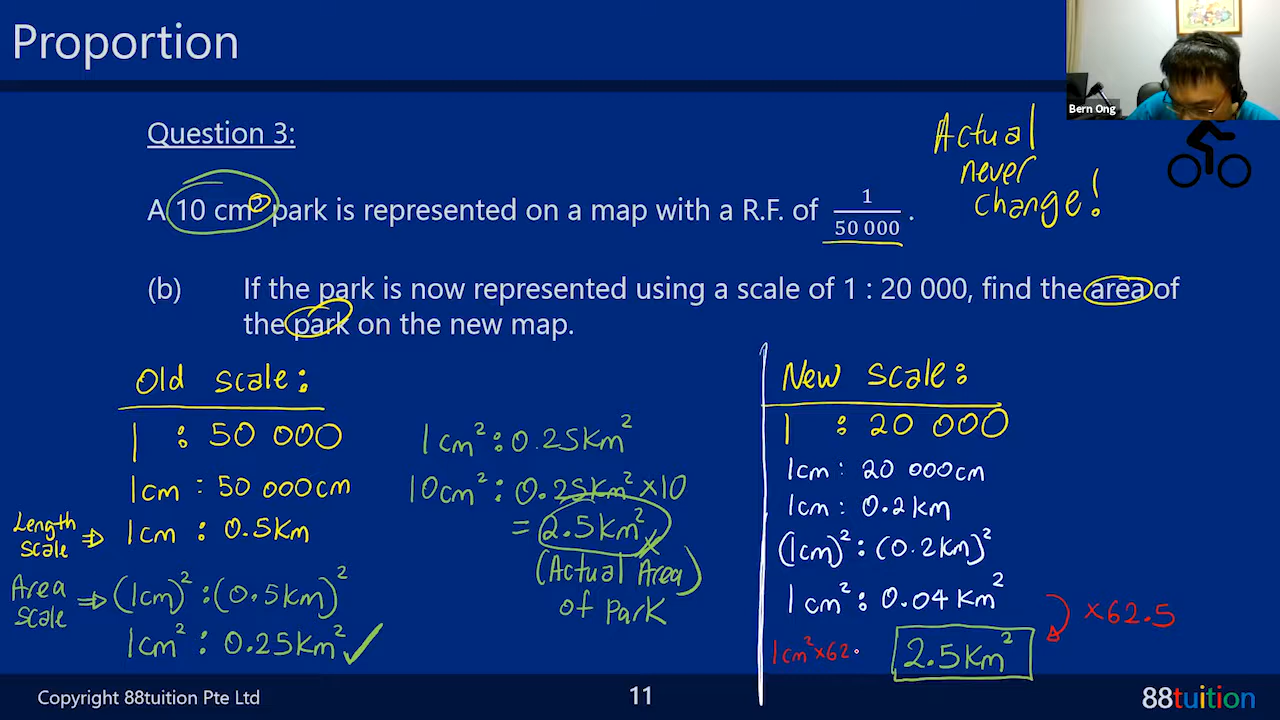 Proportion
Bern Ong
Question 3:
Actual
never
change!
A 10 cm² park is represented on a map with a R.F. of 1/50 000 .
(b) If the park is now represented using a scale of 1 : 20 000, find the area of
the park on the new map.
Old scale:
1 : 50 000
1cm : 50 000cm
Length scale ⇒ 1cm : 0.5km
Area scale ⇒ (1cm)² : (0.5km)²
1cm² : 0.25km² ✓
1cm² : 0.25km²
10cm² : 0.25km² × 10
= 2.5km²
(Actual Area)
of park
New scale:
1 : 20 000
1cm : 20 000cm
1cm : 0.2km
(1cm)² : (0.2km)²
1cm² : 0.04km²
×62.5
1cm²×62. 2.5km²
Copyright 88tuition Pte Ltd
11
88tuition